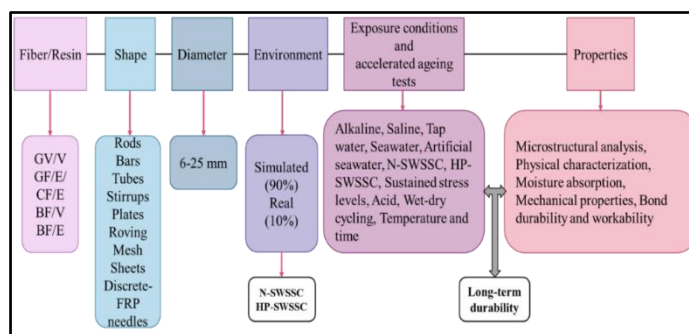 Fiber/Resin
Shape
Diameter
Environment
Exposure conditions
and
accelerated ageing
tests
Properties
GV/V
GF/E/
CF/E
BF/V
BF/E
Rods
Bars
Tubes
Stirrups
Plates
Roving
Mesh
Sheets
Discrete-
FRP
needles
6-25 mm
Simulated
(90%)
Real
(10%)
N-SWSSC
HP-SWSSC
Alkaline, Saline, Tap
water, Seawater, Artificial
seawater, N-SWSSC, HP-
SWSSC, Sustained stress
levels, Acid, Wet-dry
cycling, Temperature and
time
Microstructural analysis,
Physical characterization,
Moisture absorption,
Mechanical properties, Bond
durability and workability
Long-term
durability